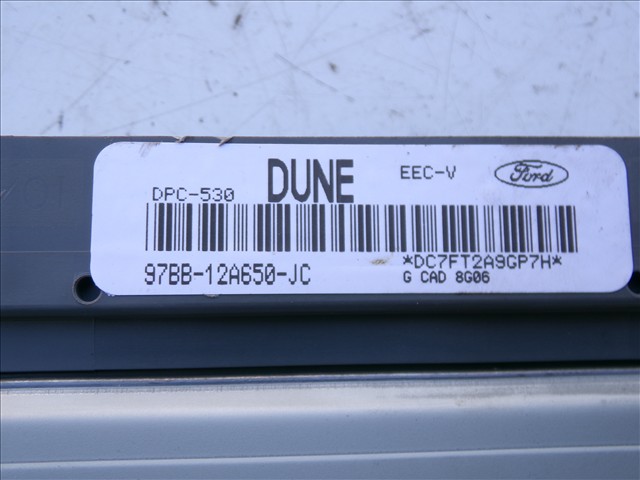 DPC-530 DUNE EEC-V Ford
97BB-12A650-JC *DC7FT2A9GP7H*
G CAD 8G06